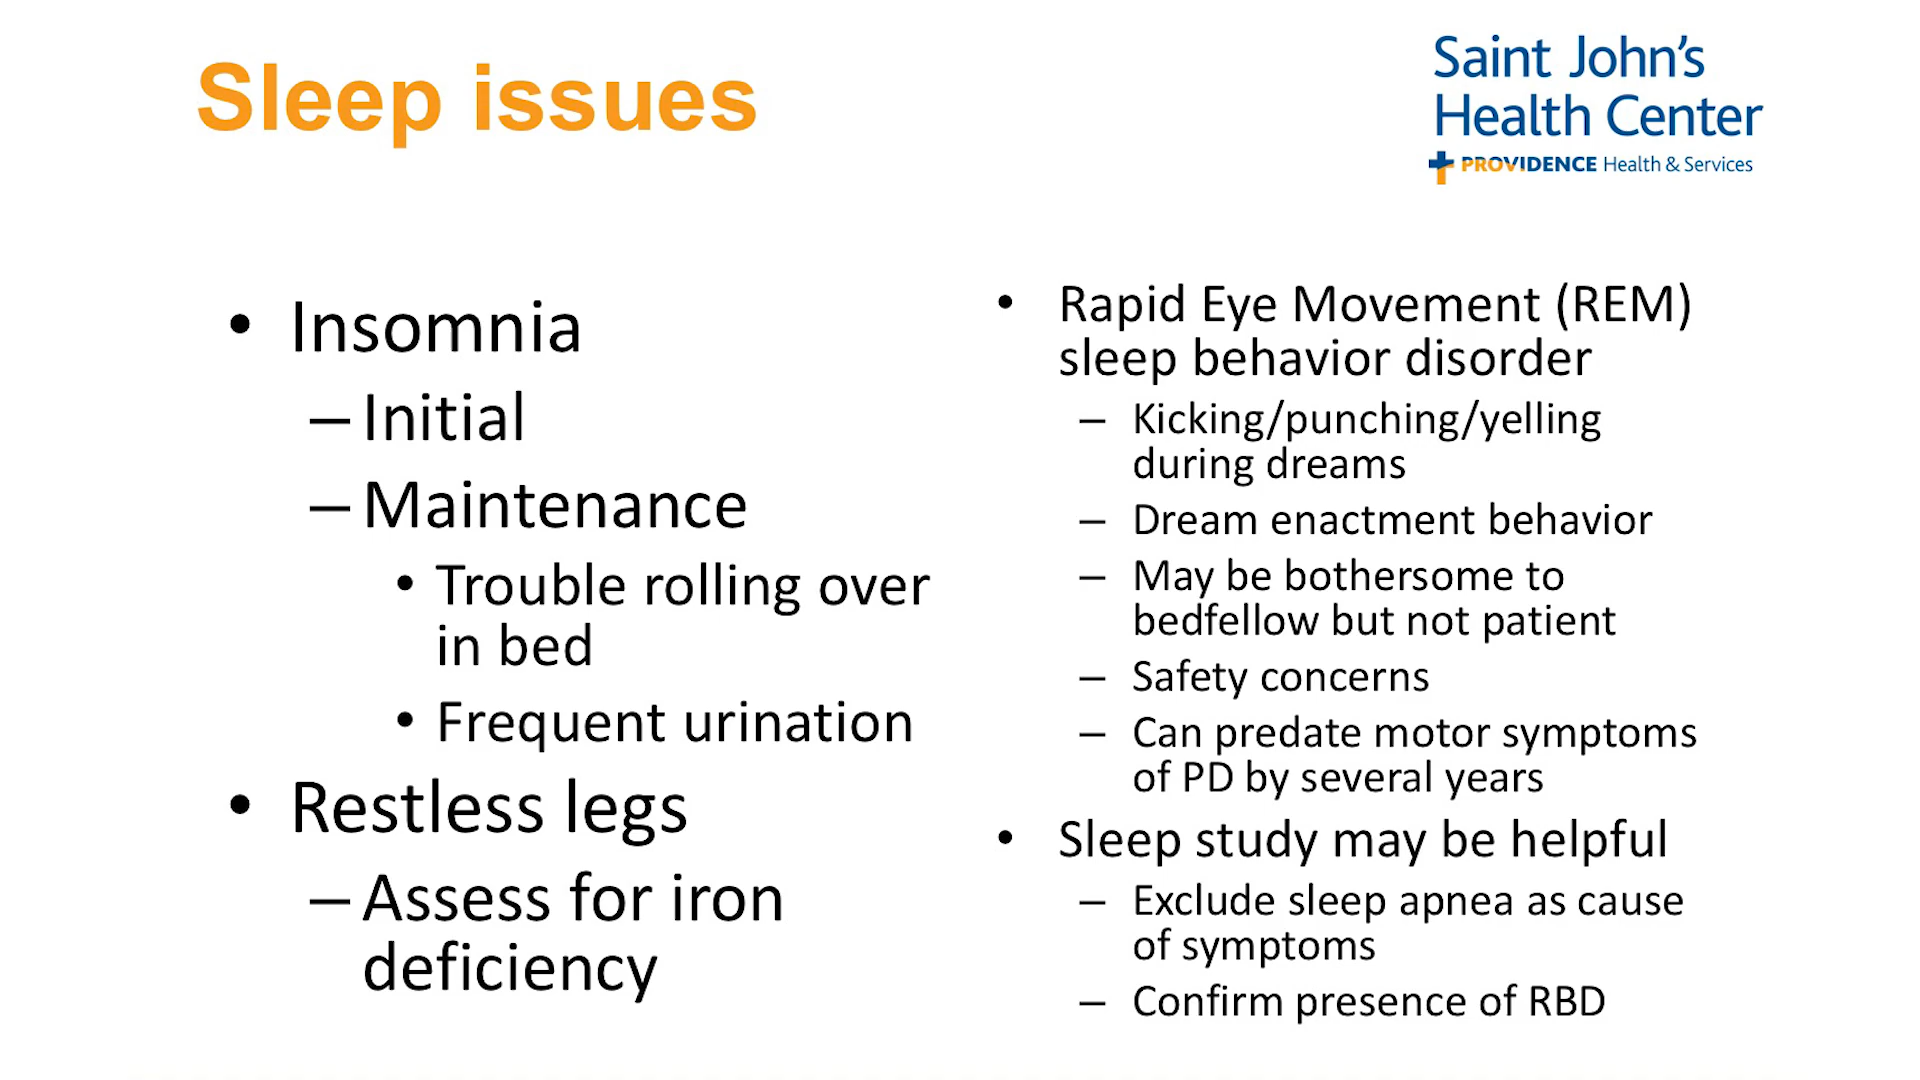 Sleep issues
Saint John's
Health Center
PROVIDENCE Health & Services
• Insomnia
– Initial
– Maintenance
• Trouble rolling over
in bed
• Frequent urination
• Restless legs
– Assess for iron
deficiency
• Rapid Eye Movement (REM)
sleep behavior disorder
– Kicking/punching/yelling
during dreams
– Dream enactment behavior
– May be bothersome to
bedfellow but not patient
– Safety concerns
– Can predate motor symptoms
of PD by several years
• Sleep study may be helpful
– Exclude sleep apnea as cause
of symptoms
– Confirm presence of RBD